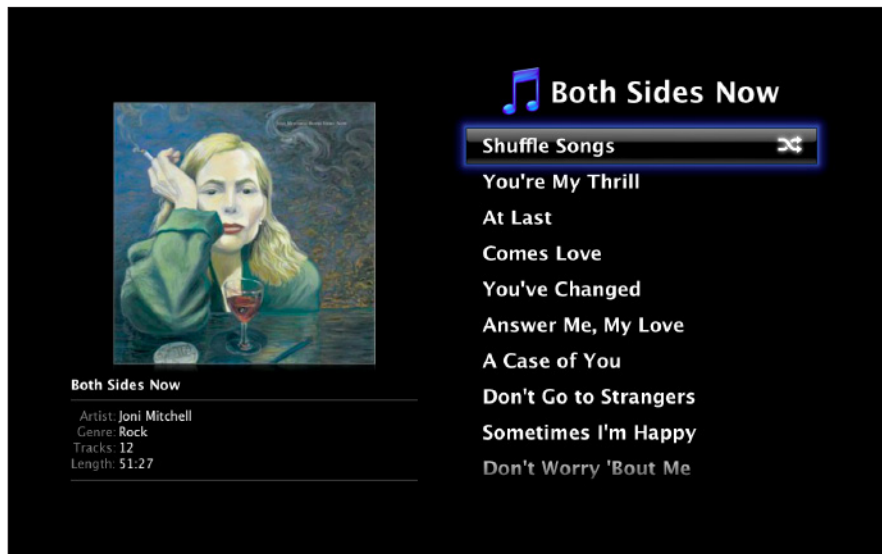 Both Sides Now
Shuffle Songs
You're My Thrill
At Last
Comes Love
You've Changed
Answer Me, My Love
A Case of You
Don't Go to Strangers
Sometimes I'm Happy
Don't Worry 'Bout Me
Both Sides Now
Artist: Joni Mitchell
Genre: Rock
Tracks: 12
Length: 51:27